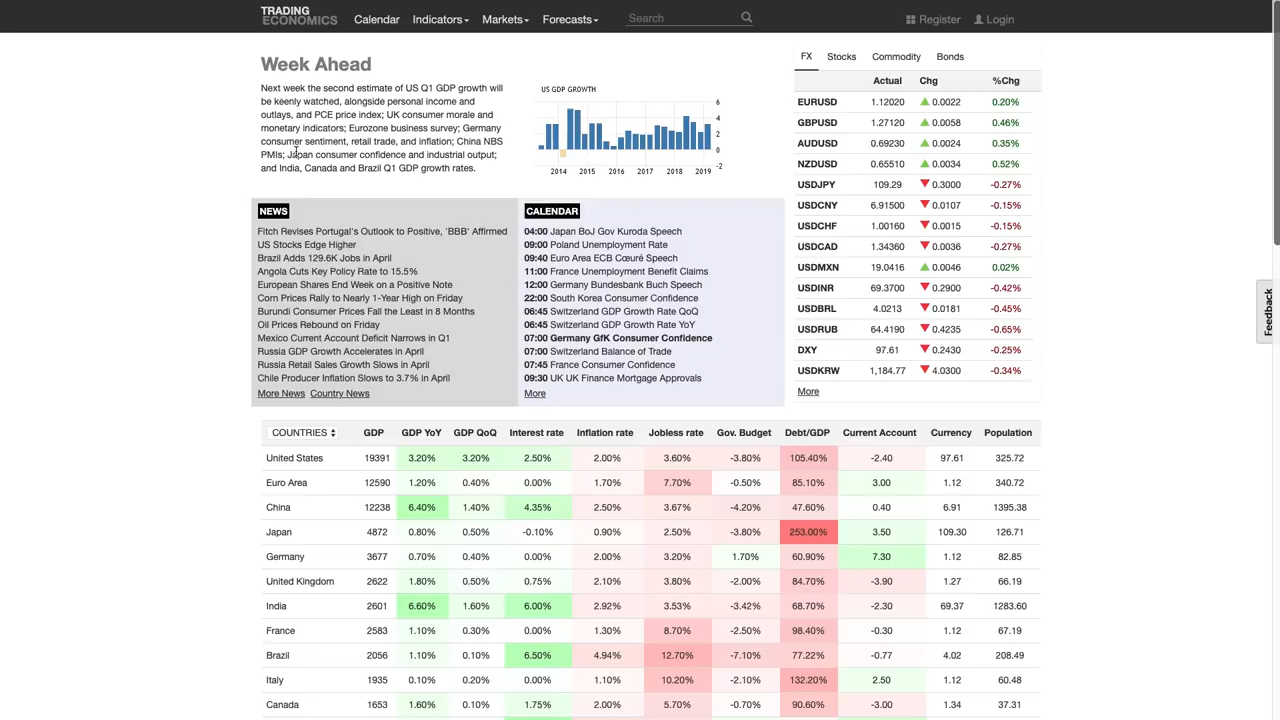 TRADING
ECONOMICS
Calendar Indicators Markets Forecasts Search Register Login
Week Ahead
Next week the second estimate of US Q1 GDP growth will
be keenly watched, alongside personal income and
outlays, and PCE price index; UK consumer morale and
monetary indicators; Eurozone business survey; Germany
consumer sentiment, retail trade, and inflation; China NBS
PMIs; Japan consumer confidence and industrial output;
and India, Canada and Brazil Q1 GDP growth rates.
US GDP GROWTH
6
4
2
0
-2
2014 2015 2016 2017 2018 2019
NEWS
Fitch Revises Portugal's Outlook to Positive, 'BBB' Affirmed
US Stocks Edge Higher
Brazil Adds 129.6K Jobs in April
Angola Cuts Key Policy Rate to 15.5%
European Shares End Week on a Positive Note
Corn Prices Rally to Nearly 1-Year High on Friday
Burundi Consumer Prices Fall the Least in 8 Months
Oil Prices Rebound on Friday
Mexico Current Account Deficit Narrows in Q1
Russia GDP Growth Accelerates in April
Russia Retail Sales Growth Slows in April
Chile Producer Inflation Slows to 3.7% in April
More News Country News
CALENDAR
04:00 Japan BoJ Gov Kuroda Speech
09:00 Poland Unemployment Rate
09:40 Euro Area ECB Cœuré Speech
11:00 France Unemployment Benefit Claims
12:00 Germany Bundesbank Buch Speech
22:00 South Korea Consumer Confidence
06:45 Switzerland GDP Growth Rate QoQ
06:45 Switzerland GDP Growth Rate YoY
07:00 Germany GfK Consumer Confidence
07:00 Switzerland Balance of Trade
07:45 France Consumer Confidence
09:30 UK UK Finance Mortgage Approvals
More
FX Stocks Commodity Bonds
Actual Chg %Chg
EURUSD 1.12020 0.0022 0.20%
GBPUSD 1.27120 0.0058 0.46%
AUDUSD 0.69230 0.0024 0.35%
NZDUSD 0.65510 0.0034 0.52%
USDJPY 109.29 0.3000 -0.27%
USDCNY 6.91500 0.0107 -0.15%
USDCHF 1.00160 0.0015 -0.15%
USDCAD 1.34360 0.0036 -0.27%
USDMXN 19.0416 0.0046 0.02%
USDINR 69.3700 0.2900 -0.42%
USDBRL 4.0213 0.0181 -0.45%
USDRUB 64.4190 0.4235 -0.65%
DXY 97.61 0.2430 -0.25%
USDKRW 1,184.77 4.0300 -0.34%
More
Feedback
COUNTRIES GDP GDP YoY GDP QoQ Interest rate Inflation rate Jobless rate Gov. Budget Debt/GDP Current Account Currency Population
United States 19391 3.20% 3.20% 2.50% 2.00% 3.60% -3.80% 105.40% -2.40 97.61 325.72
Euro Area 12590 1.20% 0.40% 0.00% 1.70% 7.70% -0.50% 85.10% 3.00 1.12 340.72
China 12238 6.40% 1.40% 4.35% 2.50% 3.67% -4.20% 47.60% 0.40 6.91 1395.38
Japan 4872 0.80% 0.50% -0.10% 0.90% 2.50% -3.80% 253.00% 3.50 109.30 126.71
Germany 3677 0.70% 0.40% 0.00% 2.00% 3.20% 1.70% 60.90% 7.30 1.12 82.85
United Kingdom 2622 1.80% 0.50% 0.75% 2.10% 3.80% -2.00% 84.70% -3.90 1.27 66.19
India 2601 6.60% 1.60% 6.00% 2.92% 3.53% -3.42% 68.70% -2.30 69.37 1283.60
France 2583 1.10% 0.30% 0.00% 1.30% 8.70% -2.50% 98.40% -0.30 1.12 67.19
Brazil 2056 1.10% 0.10% 6.50% 4.94% 12.70% -7.10% 77.22% -0.77 4.02 208.49
Italy 1935 0.10% 0.20% 0.00% 1.10% 10.20% -2.10% 132.20% 2.50 1.12 60.48
Canada 1653 1.60% 0.10% 1.75% 2.00% 5.70% -0.70% 90.60% -3.00 1.34 37.31